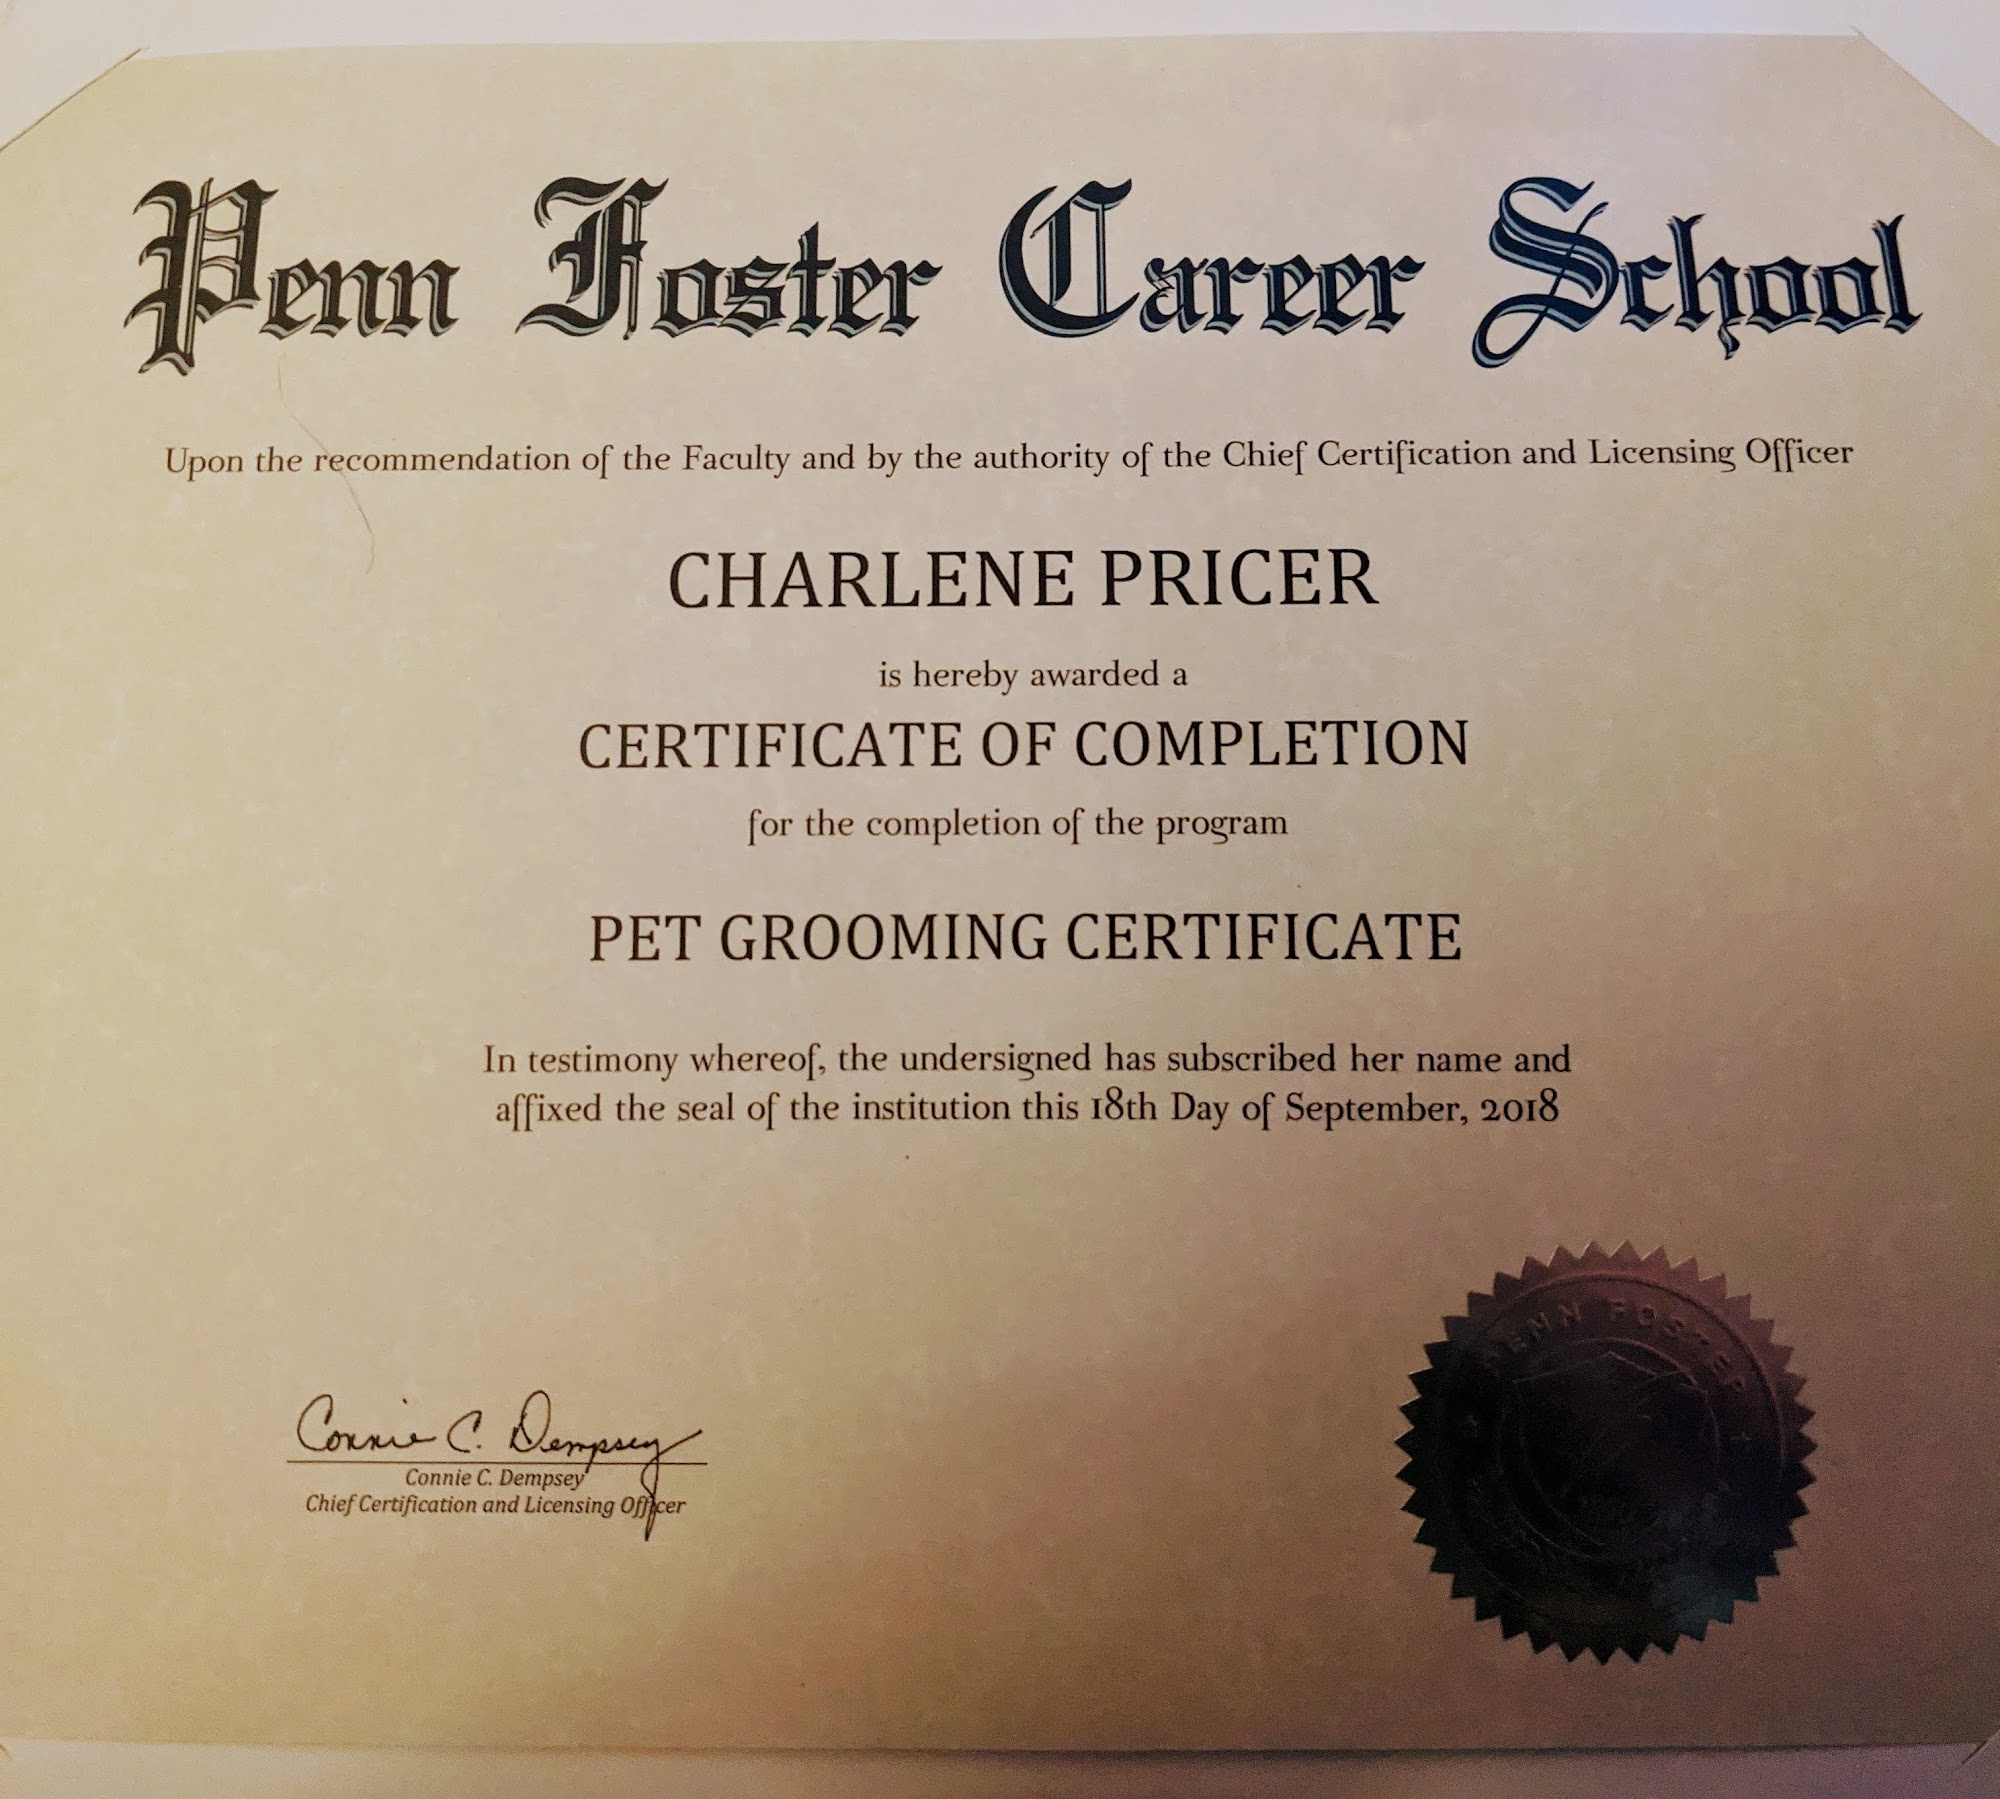 Penn Foster Career School
Upon the recommendation of the Faculty and by the authority of the Chief Certification and Licensing Officer
CHARLENE PRICER
is hereby awarded a
CERTIFICATE OF COMPLETION
for the completion of the program
PET GROOMING CERTIFICATE
In testimony whereof, the undersigned has subscribed her name and
affixed the seal of the institution this 18th Day of September, 2018
Connie C. Dempsey
Connie C. Dempsey
Chief Certification and Licensing Officer
PENN FOSTER